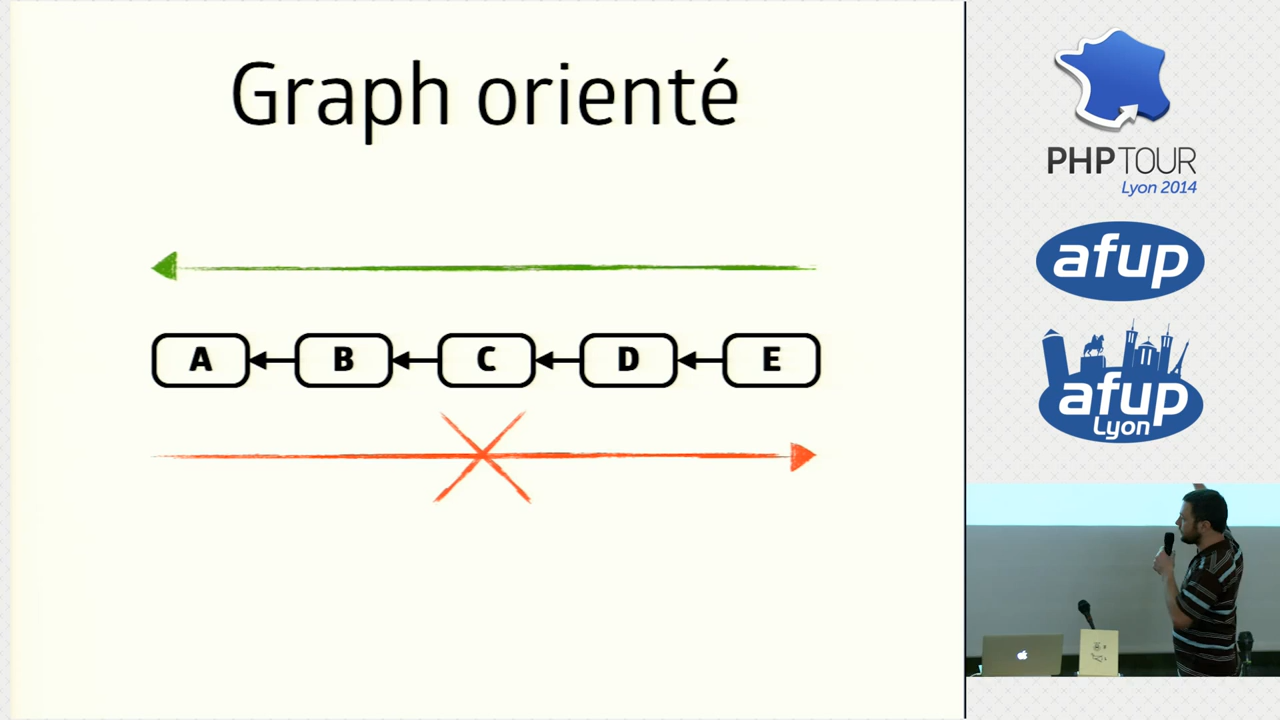 Graph orienté
A
B
C
D
E
PHPTOUR
Lyon 2014
afup
afup
Lyon